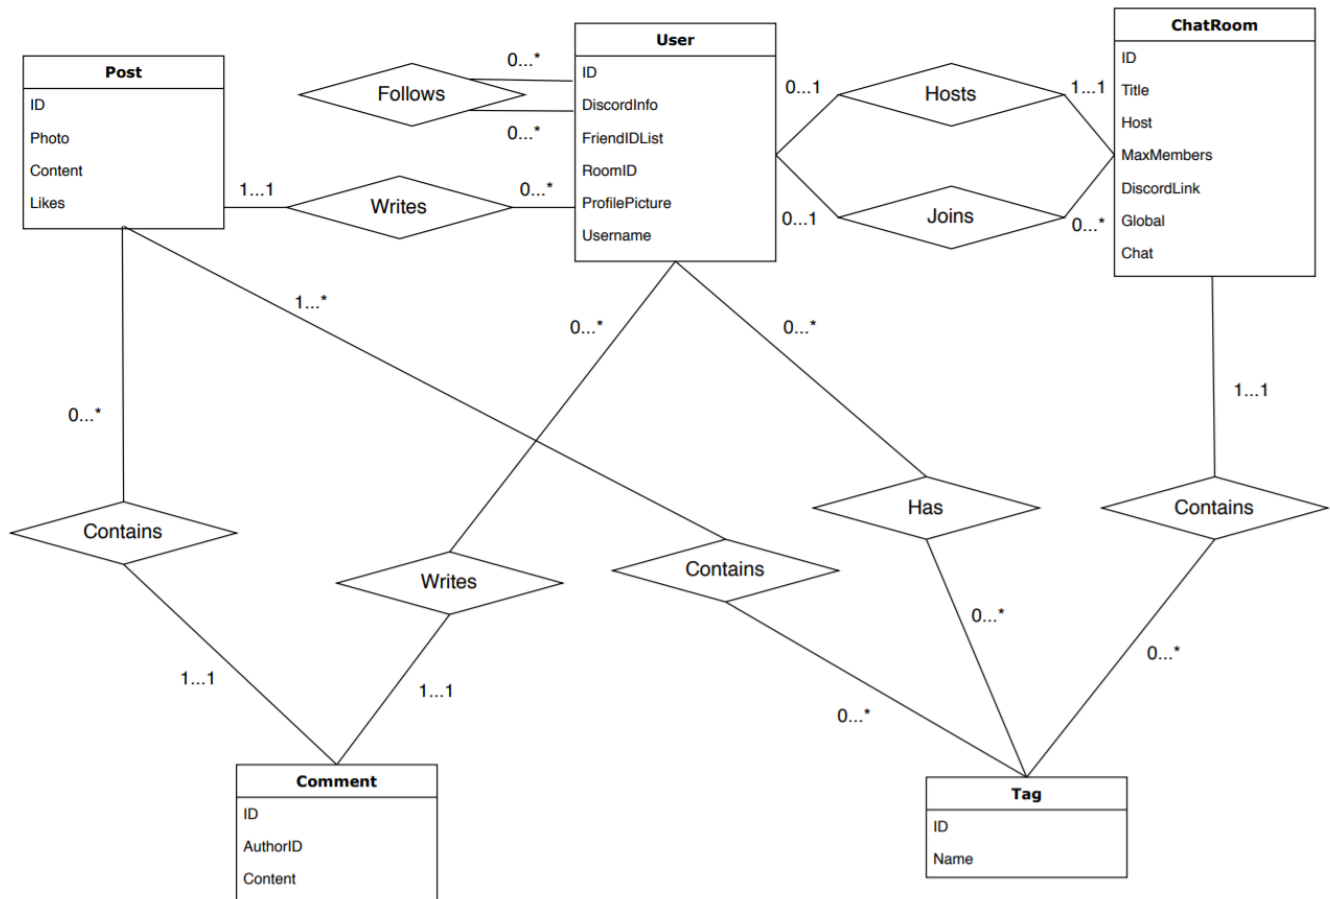 Post
ID
Photo
Content
Likes
Follows
0...*
0...*
Writes
1...1
0...*
User
ID
DiscordInfo
FriendIDList
RoomID
ProfilePicture
Username
0...1
Hosts
1...1
0...1
Joins
0...*
ChatRoom
ID
Title
Host
MaxMembers
DiscordLink
Global
Chat
1...*
0...*
0...*
0...*
1...1
Contains
Writes
Contains
Has
Contains
1...1
1...1
0...*
0...*
0...*
Comment
ID
AuthorID
Content
Tag
ID
Name